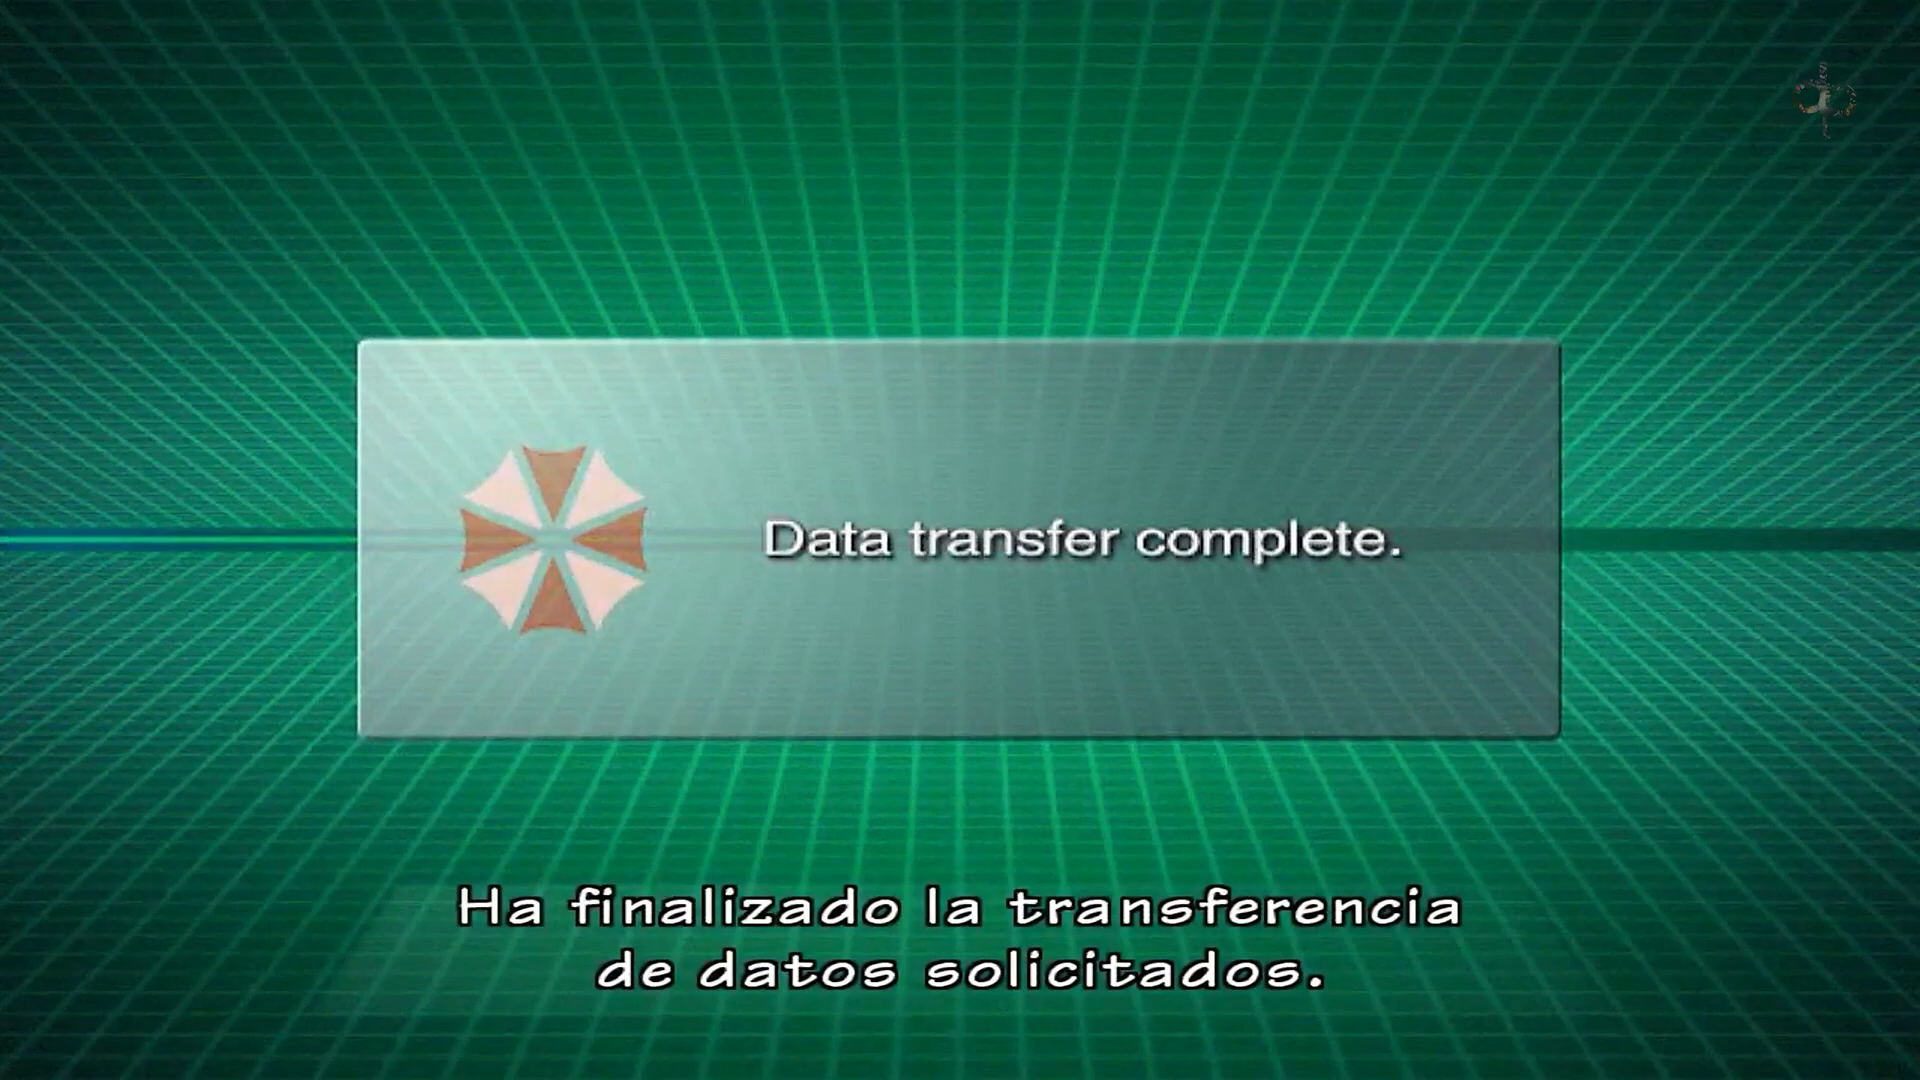 Data transfer complete.
Ha finalizado la transferencia
de datos solicitados.